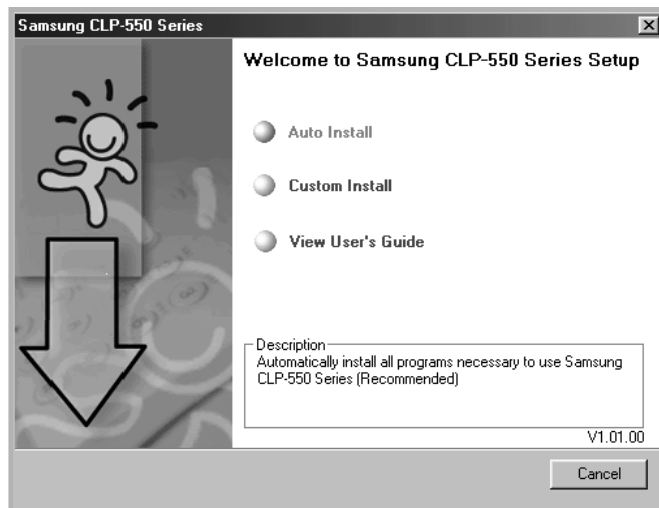 Samsung CLP-550 Series
Welcome to Samsung CLP-550 Series Setup
Auto Install
Custom Install
View User's Guide
Description
Automatically install all programs necessary to use Samsung
CLP-550 Series (Recommended)
V1.01.00
Cancel